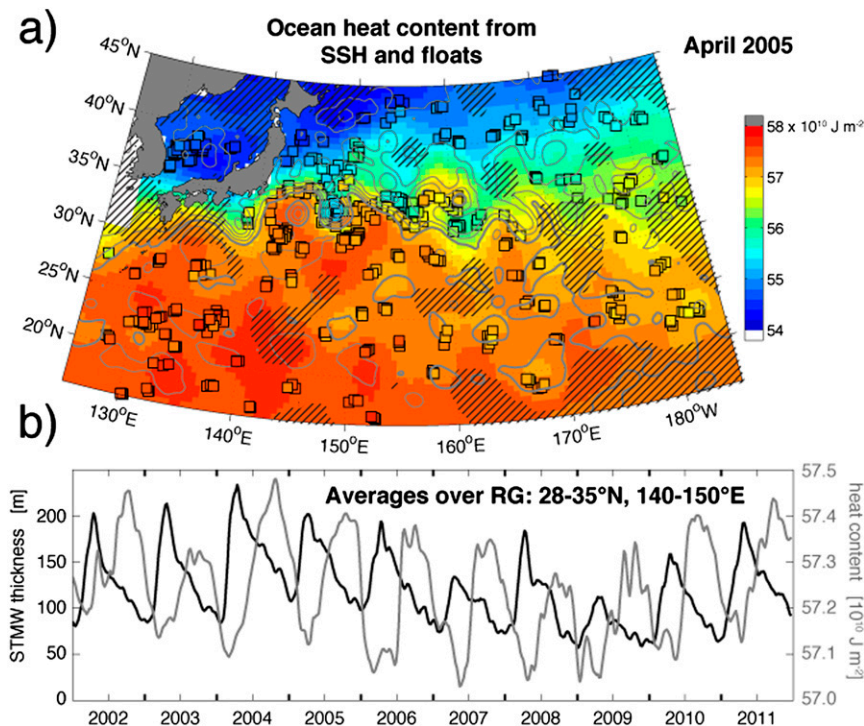 a)
Ocean heat content from
SSH and floats
April 2005
45°N
40°N
35°N
30°N
25°N
20°N
130°E
140°E
150°E
160°E
170°E
180°W
58 x 10¹⁰ J m⁻²
57
56
55
54
b)
Averages over RG: 28-35°N, 140-150°E
STMW thickness [m]
200
150
100
50
0
57.5
57.4
57.3
57.2
57.1
57.0
heat content [10¹⁰ J m⁻²]
2002 2003 2004 2005 2006 2007 2008 2009 2010 2011